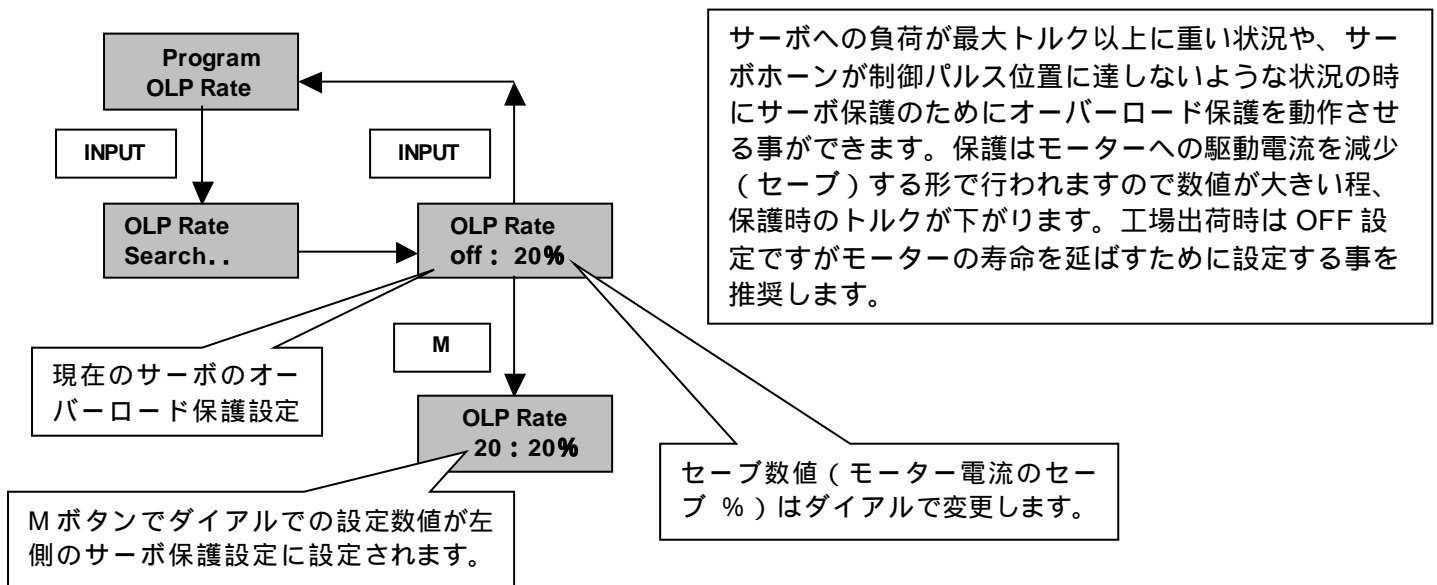 Program
OLP Rate
サーボへの負荷が最大トルク以上に重い状況や、サー
ボホーンが制御パルス位置に達しないような状況の時
にサーボ保護のためにオーバーロード保護を動作させ
る事ができます。保護はモーターへの駆動電流を減少
(セーブ)する形で行われますので数値が大きい程、
保護時のトルクが下がります。工場出荷時は OFF 設
定ですがモーターの寿命を延ばすために設定する事を
推奨します。
INPUT
INPUT
OLP Rate
Search..
OLP Rate
off: 20%
M
現在のサーボのオー
バーロード保護設定
OLP Rate
20:20%
セーブ数値(モーター電流のセー
ブ %)はダイアルで変更します。
M ボタンでダイアルでの設定数値が左
側のサーボ保護設定に設定されます。